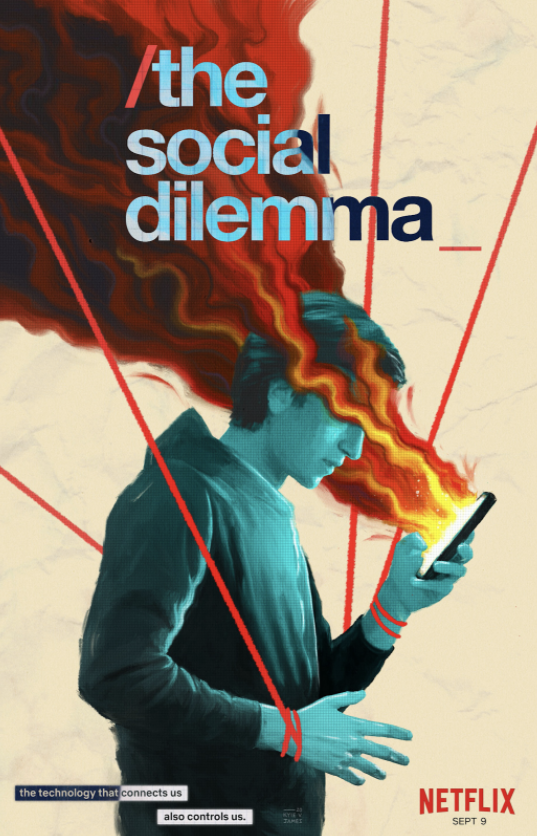 /the
social
dilemma_
the technology that connects us
also controls us.
NETFLIX
SEPT 9